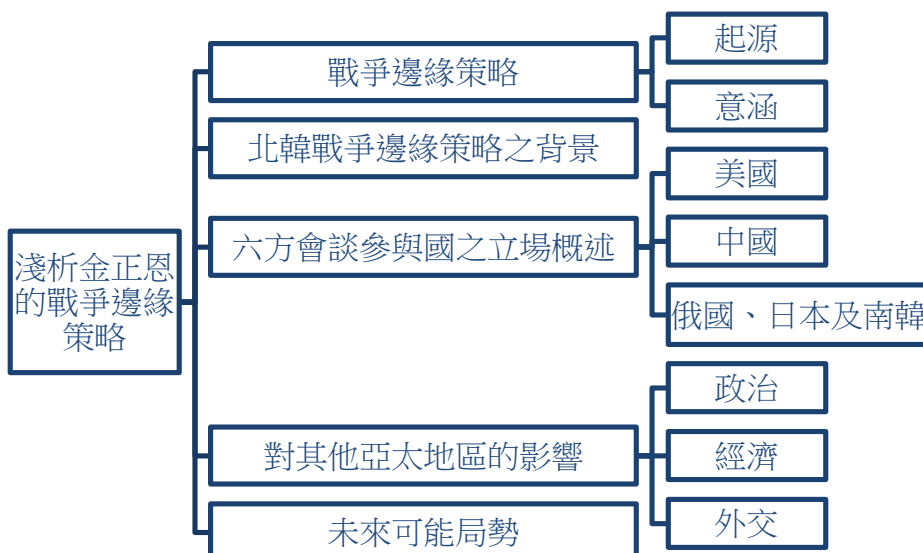 淺析金正恩
的戰爭邊緣
策略
戰爭邊緣策略
起源
意涵
北韓戰爭邊緣策略之背景
六方會談參與國之立場概述
美國
中國
俄國、日本及南韓
對其他亞太地區的影響
政治
經濟
外交
未來可能局勢